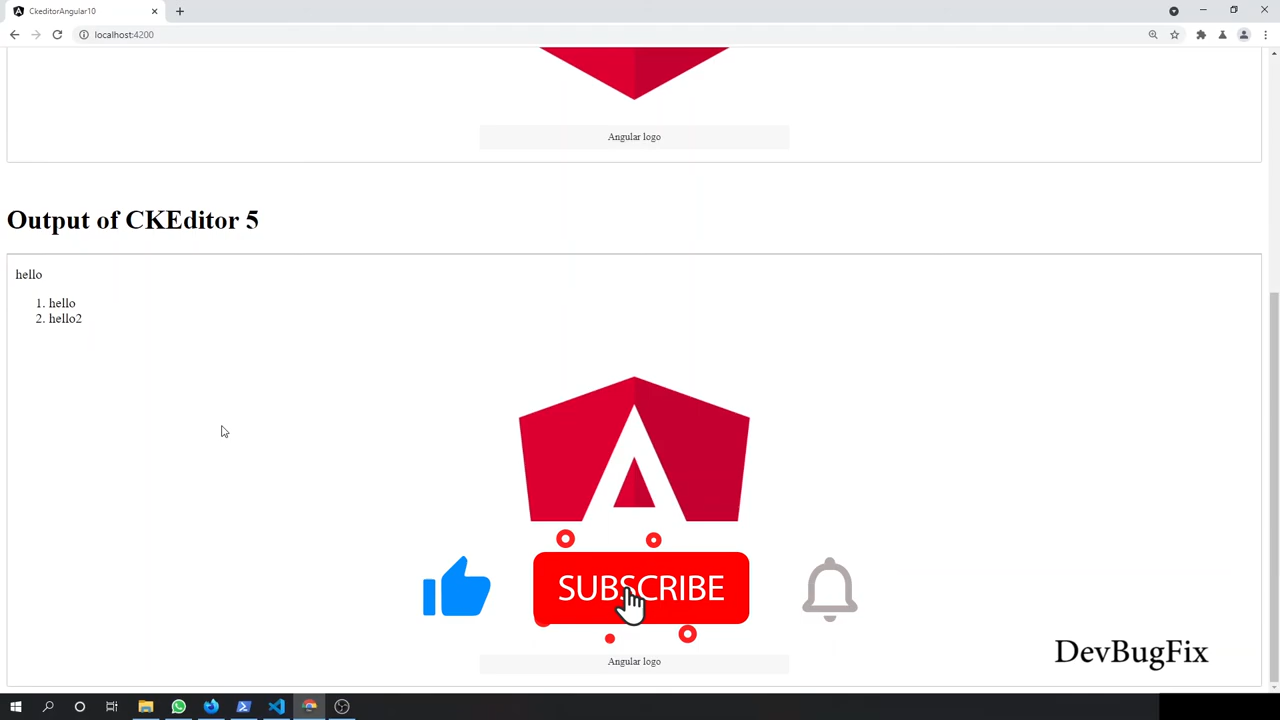 CkeditorAngular10
localhost:4200
Angular logo
Output of CKEditor 5
hello
1. hello
2. hello2
SUBSCRIBE
DevBugFix
Angular logo